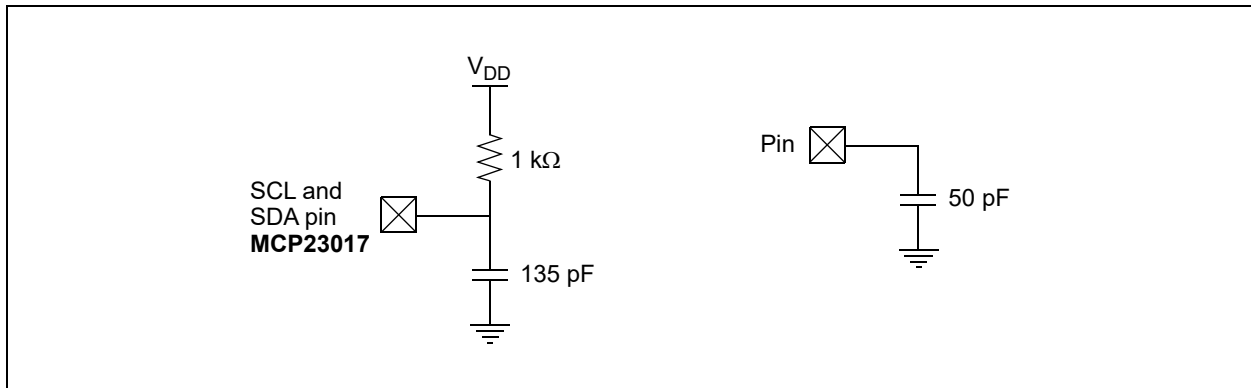 VDD
1 kΩ
SCL and
SDA pin
MCP23017
135 pF
Pin
50 pF